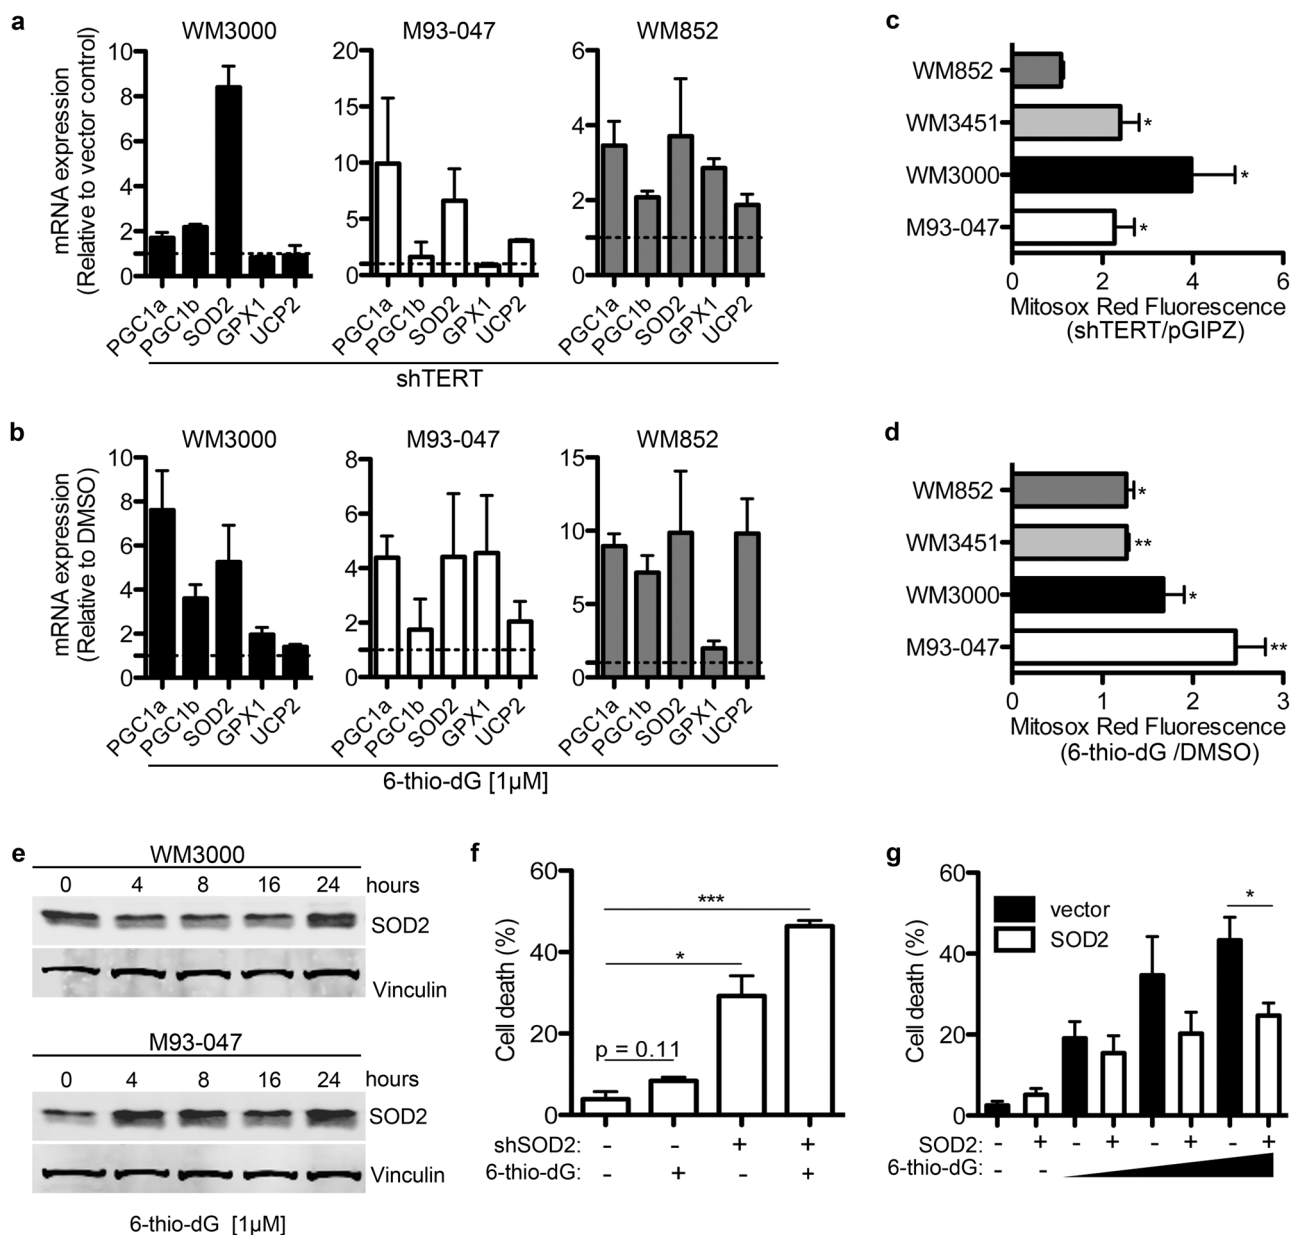 a
WM3000
M93-047
WM852
mRNA expression
(Relative to vector control)
10
8
6
4
2
0
20
15
10
5
0
6
4
2
0
PGC1a
PGC1b
SOD2
GPX1
UCP2
PGC1a
PGC1b
SOD2
GPX1
UCP2
PGC1a
PGC1b
SOD2
GPX1
UCP2
shTERT
c
WM852
WM3451
*
WM3000
*
M93-047
*
0 2 4 6
Mitosox Red Fluorescence
(shTERT/pGIPZ)
b
WM3000
M93-047
WM852
mRNA expression
(Relative to DMSO)
10
8
6
4
2
0
8
6
4
2
0
15
10
5
0
PGC1a
PGC1b
SOD2
GPX1
UCP2
PGC1a
PGC1b
SOD2
GPX1
UCP2
PGC1a
PGC1b
SOD2
GPX1
UCP2
6-thio-dG [1µM]
d
WM852
*
WM3451
**
WM3000
*
M93-047
**
0 1 2 3
Mitosox Red Fluorescence
(6-thio-dG /DMSO)
e
WM3000
0 4 8 16 24 hours
SOD2
Vinculin
M93-047
0 4 8 16 24 hours
SOD2
Vinculin
6-thio-dG [1µM]
f
Cell death (%)
60
40
20
0
***
*
p = 0.11
shSOD2: - - + +
6-thio-dG: - + - +
g
Cell death (%)
60
40
20
0
vector
SOD2
*
SOD2: - + - + - + - +
6-thio-dG: - -